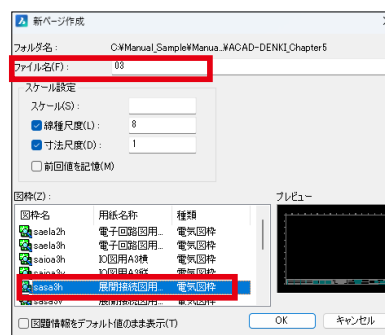 新ページ作成
フォルダ名： C:¥Manual_Sample¥Manua..¥ACAD-DENKI_Chapter5
ファイル名(F)： 03
スケール設定
スケール(S)：
線種尺度(L)： 8
寸法尺度(D)： 1
前回値を記憶(M)
図枠(Z)： プレビュー
図枠名 用紙名称 種類
saela2h 電子回路図用... 電気図枠
saela3h 電子回路図用... 電気図枠
saioa3h IO図用A3横 電気図枠
saioa3v IO図用A3縦 電気図枠
sasa3h 展開接続図用... 電気図枠
sasa3v 展開接続図用... 電気図枠
図題情報をデフォルト値のまま表示(T) OK キャンセル